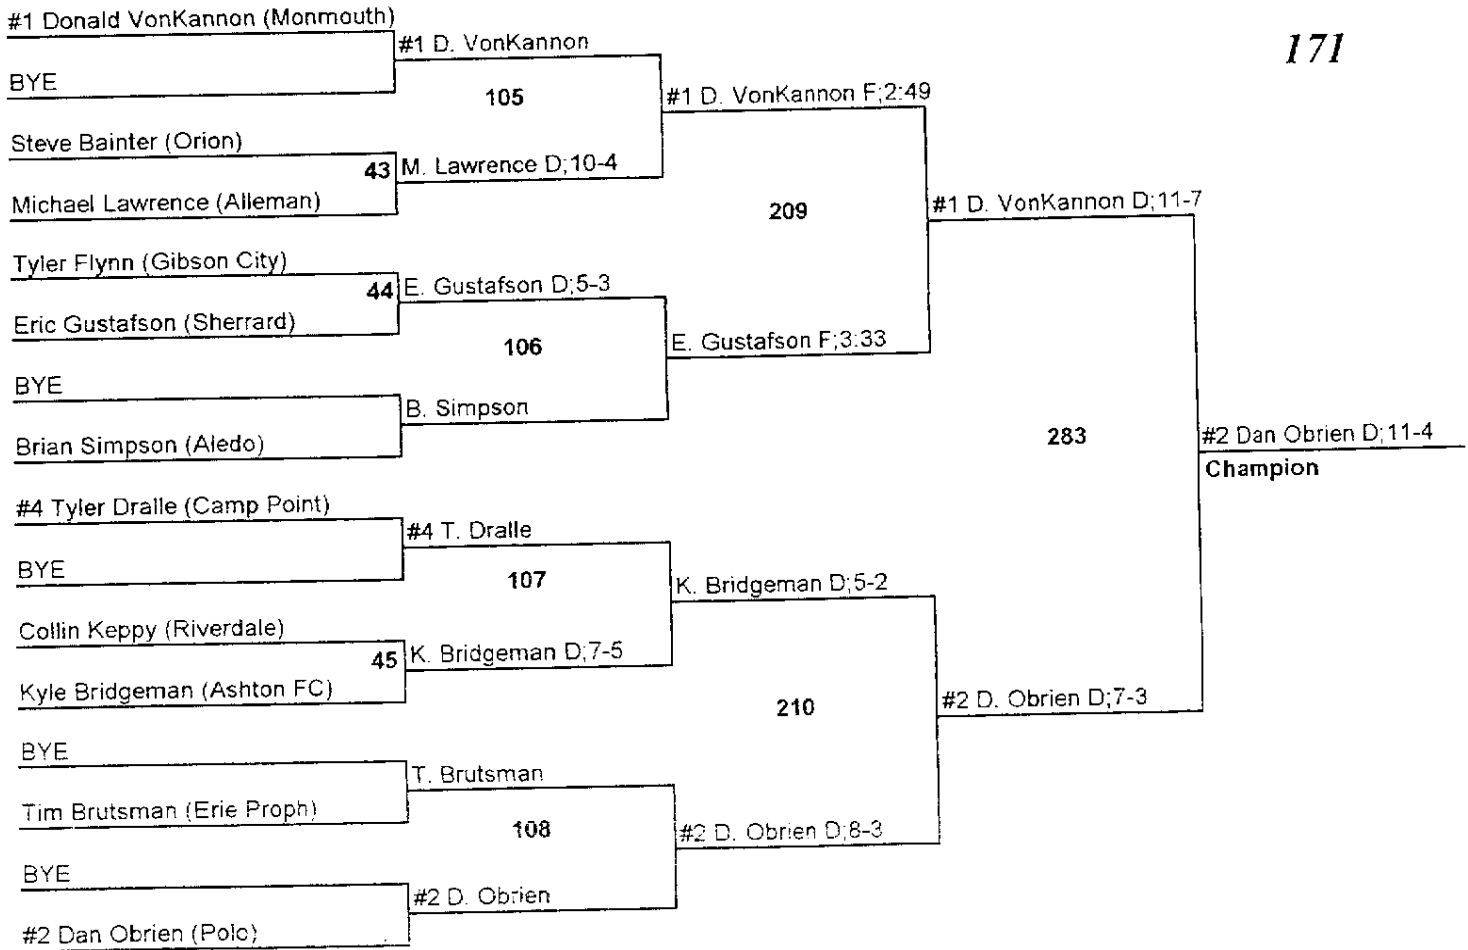 #1 Donald VonKannon (Monmouth)
171
#1 D. VonKannon
BYE
105
#1 D. VonKannon F;2:49
Steve Bainter (Orion)
43
M. Lawrence D;10-4
Michael Lawrence (Alleman)
209
#1 D. VonKannon D;11-7
Tyler Flynn (Gibson City)
44
E. Gustafson D;5-3
Eric Gustafson (Sherrard)
106
E. Gustafson F;3:33
BYE
B. Simpson
Brian Simpson (Aledo)
283
#2 Dan Obrien D;11-4
Champion
#4 Tyler Dralle (Camp Point)
#4 T. Dralle
BYE
107
K. Bridgeman D;5-2
Collin Keppy (Riverdale)
45
K. Bridgeman D;7-5
Kyle Bridgeman (Ashton FC)
210
#2 D. Obrien D;7-3
BYE
T. Brutsman
Tim Brutsman (Erie Proph)
108
#2 D. Obrien D;8-3
BYE
#2 D. Obrien
#2 Dan Obrien (Polo)